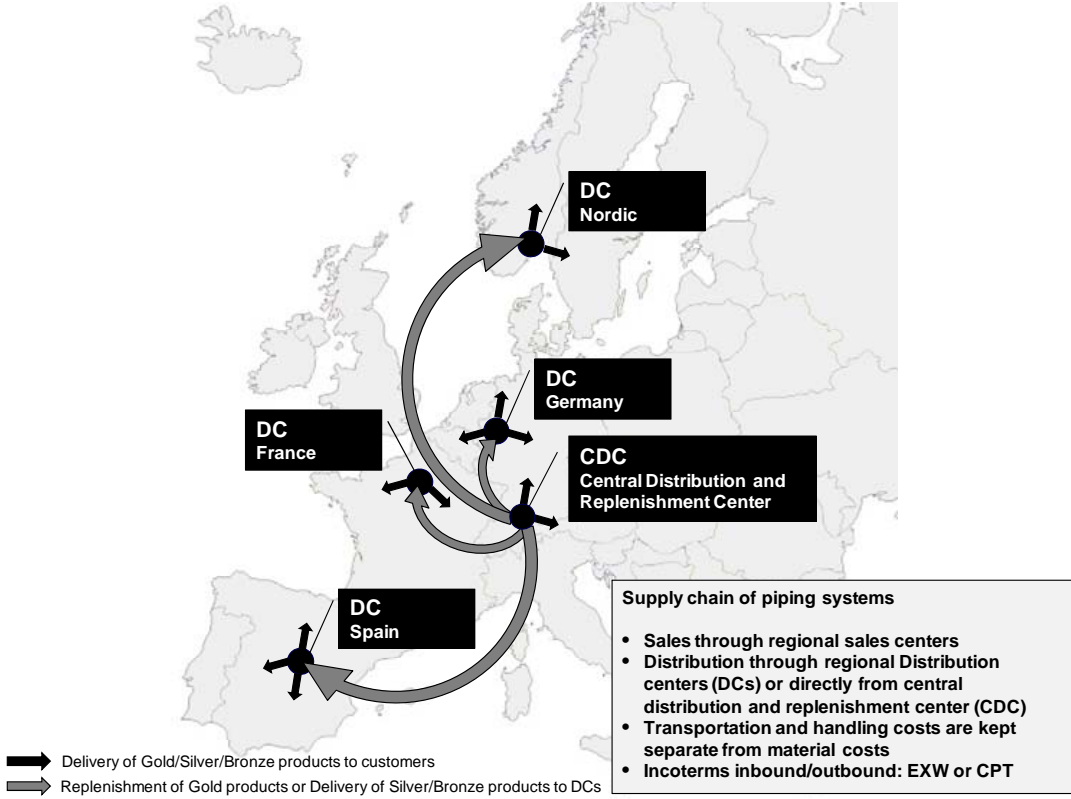 DC
Nordic
DC
Germany
DC
France
CDC
Central Distribution and
Replenishment Center
DC
Spain
Supply chain of piping systems
• Sales through regional sales centers
• Distribution through regional Distribution
centers (DCs) or directly from central
distribution and replenishment center (CDC)
• Transportation and handling costs are kept
separate from material costs
• Incoterms inbound/outbound: EXW or CPT
Delivery of Gold/Silver/Bronze products to customers
Replenishment of Gold products or Delivery of Silver/Bronze products to DCs